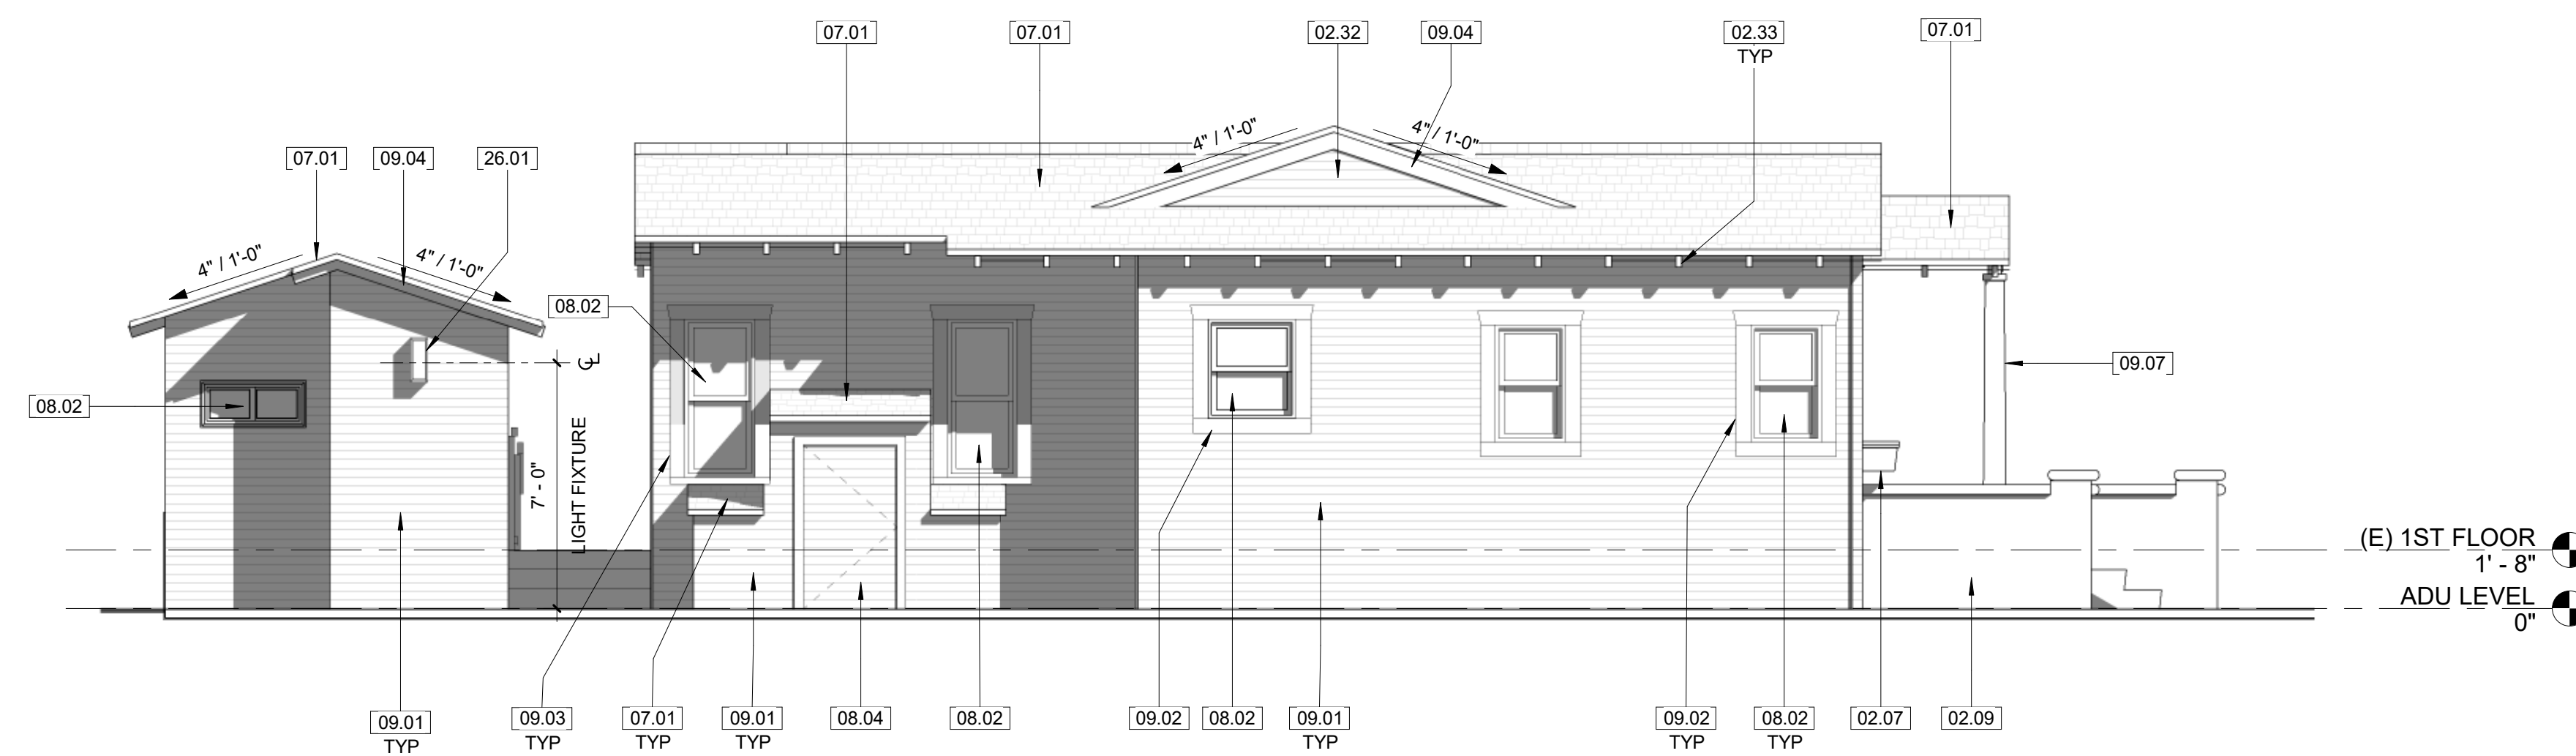 07.01
07.01
02.32
09.04
02.33
TYP
07.01
07.01
09.04
26.01
4" / 1'-0"
4" / 1'-0"
4" / 1'-0"
4" / 1'-0"
08.02
08.02
℄
7' - 0"
LIGHT FIXTURE
09.07
(E) 1ST FLOOR
1' - 8"
ADU LEVEL
0"
09.01
TYP
09.03
TYP
07.01
TYP
09.01
TYP
08.04
08.02
09.02
08.02
09.01
TYP
09.02
TYP
08.02
TYP
02.07
02.09